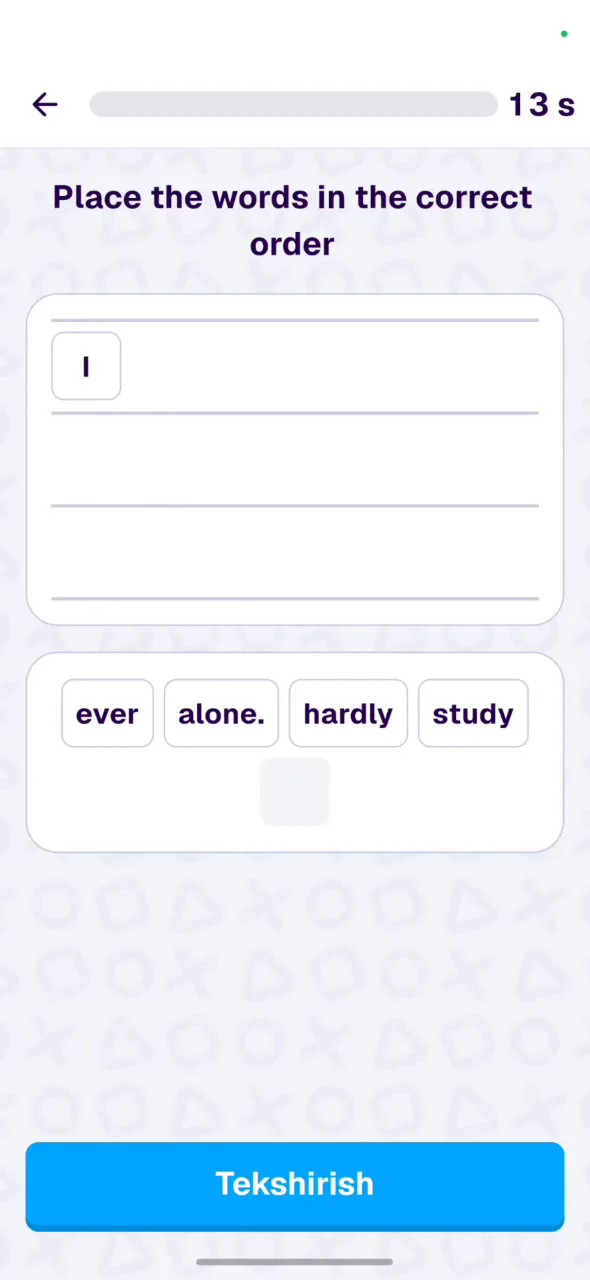 13 s
Place the words in the correct
order
I
ever alone. hardly study
Tekshirish